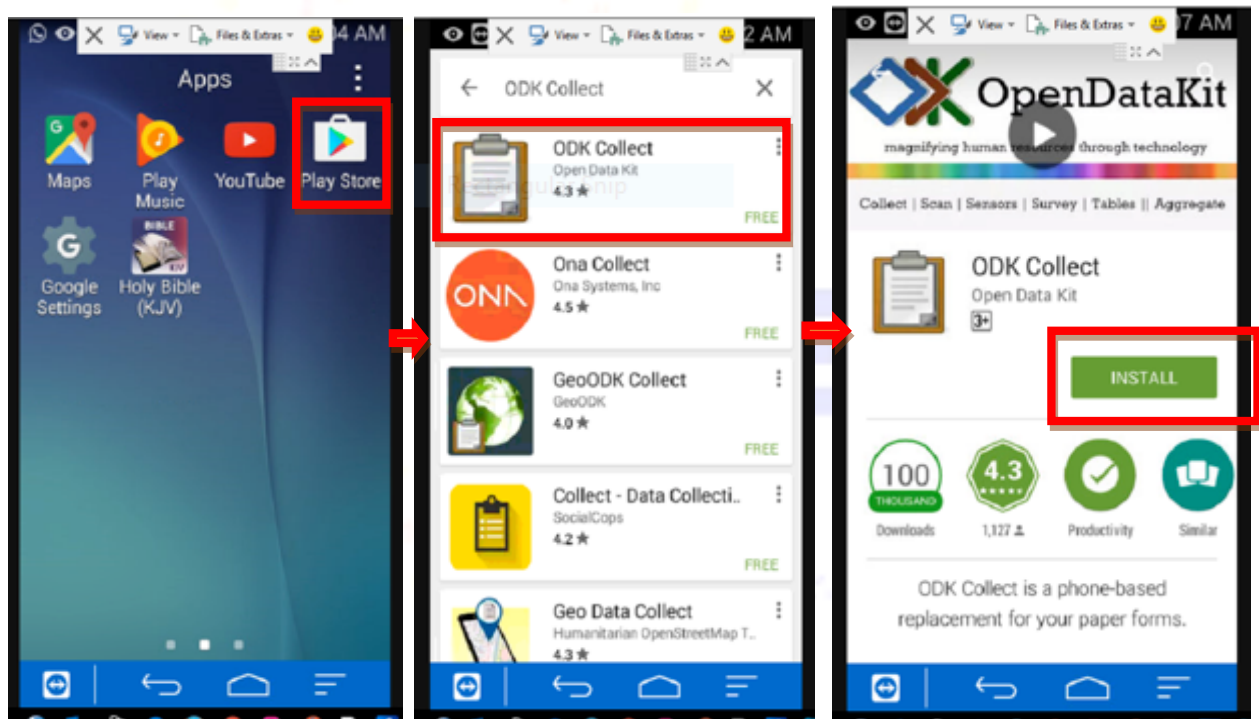 View
Files & Extras
4 AM
Apps
G
Maps
Play Music
YouTube
Play Store
G
Google Settings
BIBLE
KJV
Holy Bible (KJV)
View
Files & Extras
2 AM
ODK Collect
ODK Collect
Open Data Kit
4.3 ★
FREE
ONA
Ona Collect
Ona Systems, Inc
4.5 ★
FREE
GeoODK Collect
GeoODK
4.0 ★
FREE
Collect - Data Collecti..
SocialCops
4.2 ★
FREE
Geo Data Collect
Humanitarian OpenStreetMap T..
4.3 ★
View
Files & Extras
07 AM
OpenDataKit
magnifying human resources through technology
Collect | Scan | Sensors | Survey | Tables || Aggregate
ODK Collect
Open Data Kit
3+
INSTALL
100
THOUSAND
Downloads
4.3
1,127
Productivity
Similar
ODK Collect is a phone-based
replacement for your paper forms.